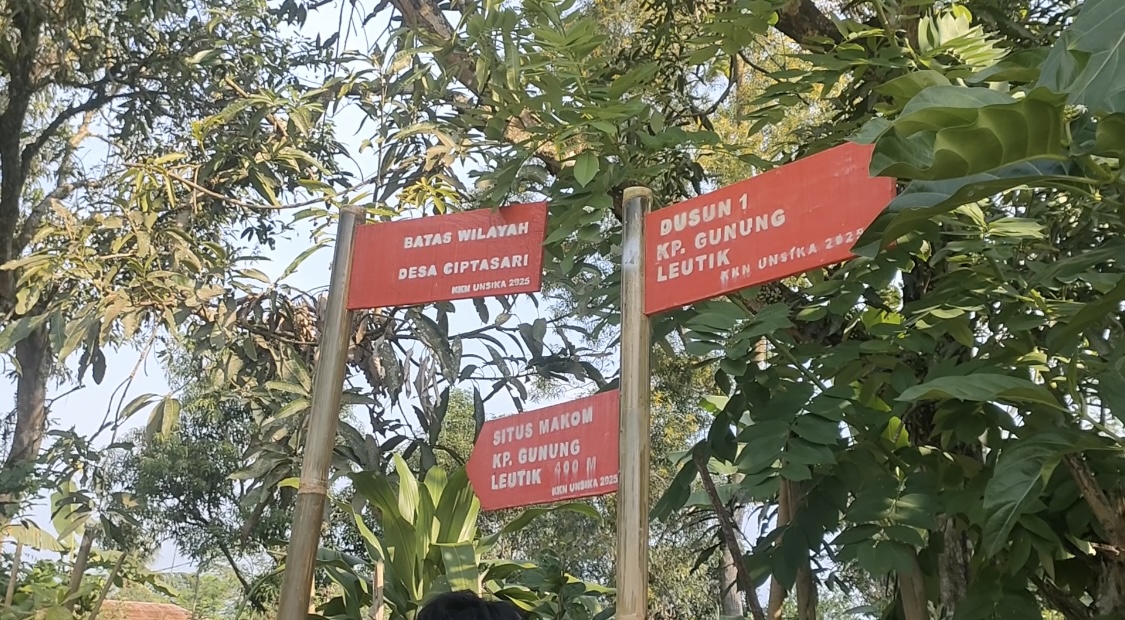 BATAS WILAYAH
DESA CIPTASARI
KKN UNSIKA 2025
DUSUN 1
KP. GUNUNG
LEUTIK
KKN UNSIKA 2025
SITUS MAKOM
KP. GUNUNG
LEUTIK 400 M
KKN UNSIKA 2025